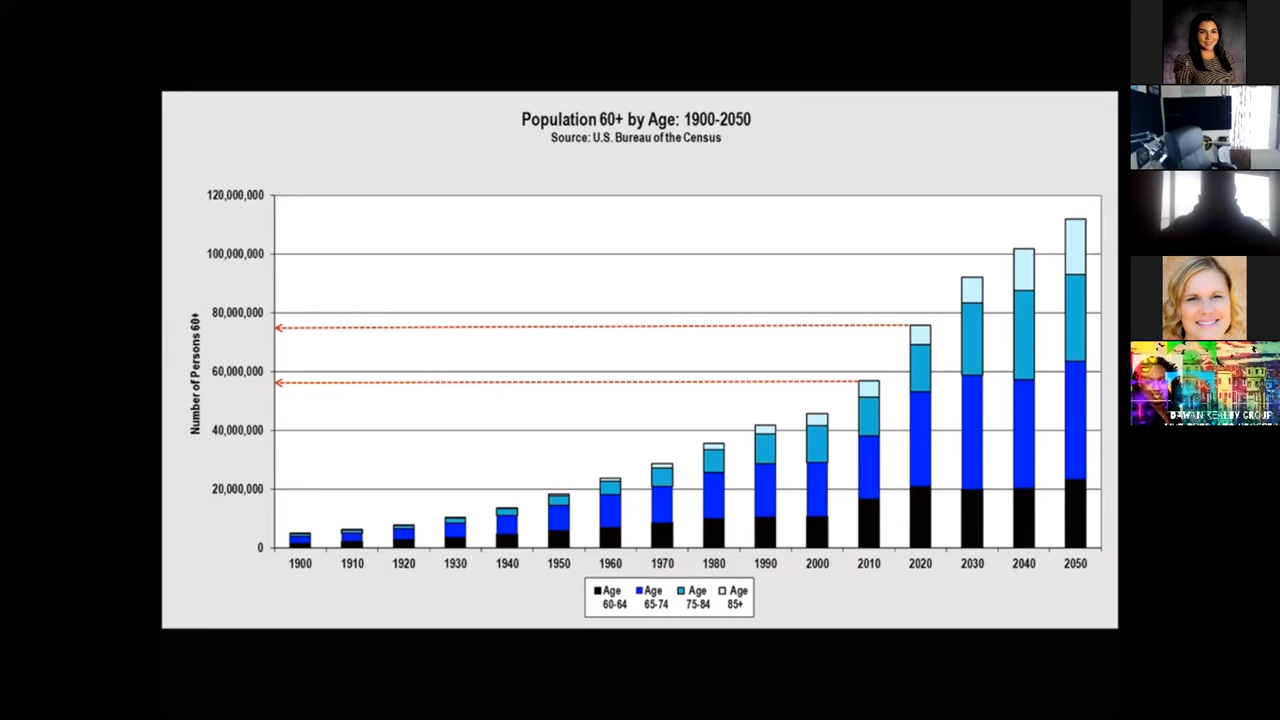 Population 60+ by Age: 1900-2050
Source: U.S. Bureau of the Census
Number of Persons 60+
120,000,000
100,000,000
80,000,000
60,000,000
40,000,000
20,000,000
0
1900 1910 1920 1930 1940 1950 1960 1970 1980 1990 2000 2010 2020 2030 2040 2050
Age 60-64
Age 65-74
Age 75-84
Age 85+
DAWAN REALTY GROUP